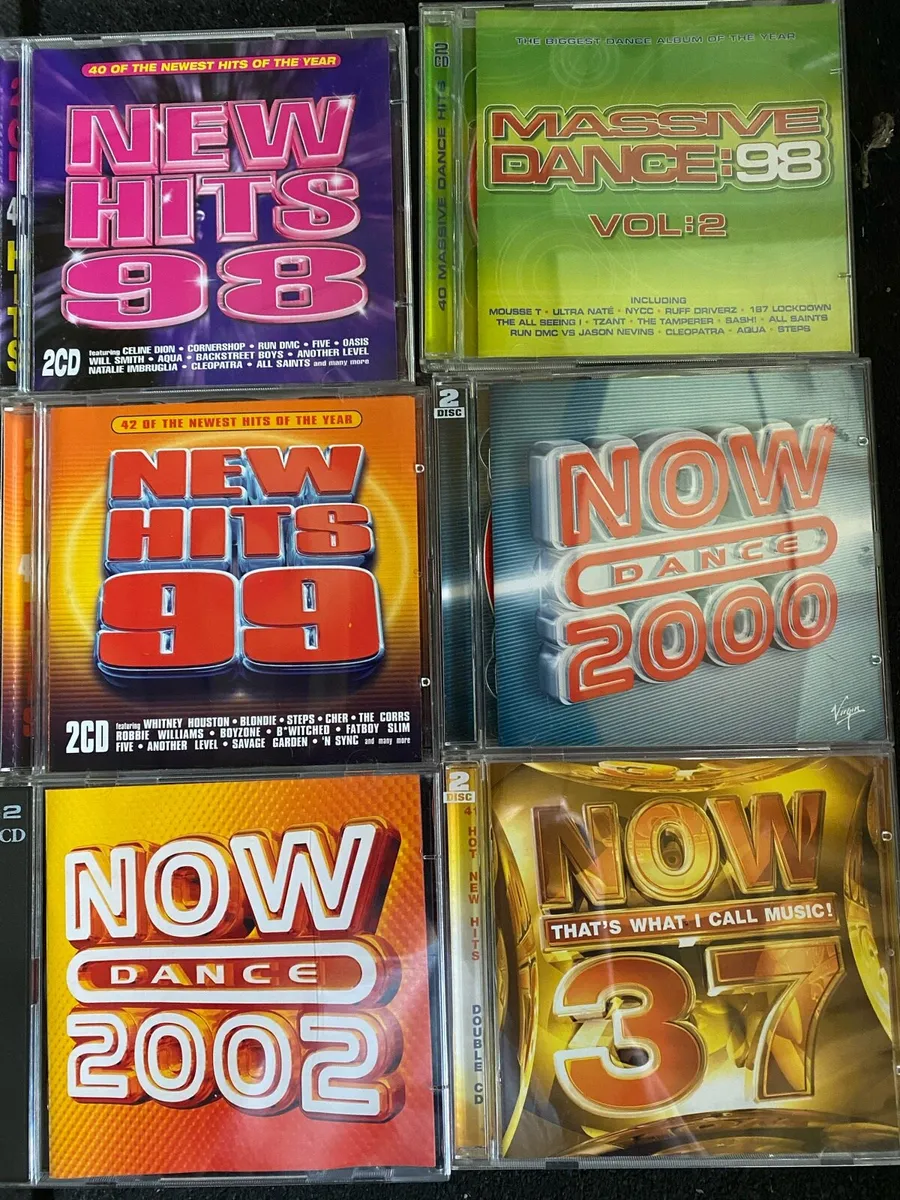 40 OF THE NEWEST HITS OF THE YEAR
NEW
HITS
98
2CD
featuring CELINE DION • CORNERSHOP • RUN DMC • FIVE • OASIS
WILL SMITH • AQUA • BACKSTREET BOYS • ANOTHER LEVEL
NATALIE IMBRUGLIA • CLEOPATRA • ALL SAINTS and many more
2
CD
40 MASSIVE DANCE HITS
THE BIGGEST DANCE ALBUM OF THE YEAR
MASSIVE
DANCE:98
VOL:2
INCLUDING
MOUSSE T • ULTRA NATÉ • NYCC • RUFF DRIVERZ • 187 LOCKDOWN
THE ALL SEEING I • TZANT • THE TAMPERER • SASH! • ALL SAINTS
RUN DMC VS JASON NEVINS • CLEOPATRA • AQUA • STEPS
42 OF THE NEWEST HITS OF THE YEAR
NEW
HITS
99
2CD
featuring WHITNEY HOUSTON • BLONDIE • STEPS • CHER • THE CORRS
ROBBIE WILLIAMS • BOYZONE • B*WITCHED • FATBOY SLIM
FIVE • ANOTHER LEVEL • SAVAGE GARDEN • 'N SYNC and many more
2
DISC
NOW
DANCE
2000
Virgin
2
CD
NOW
DANCE
2002
2
DISC
41 HOT NEW HITS DOUBLE CD
NOW
THAT'S WHAT I CALL MUSIC!
37